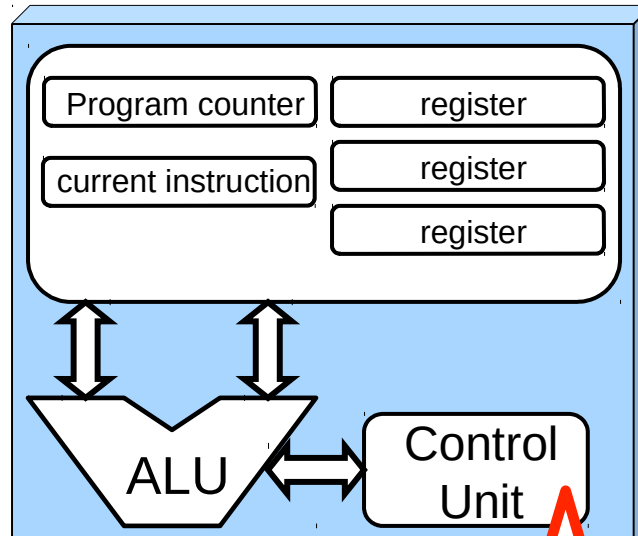 Program counter
current instruction
register
register
register
ALU
Control
Unit